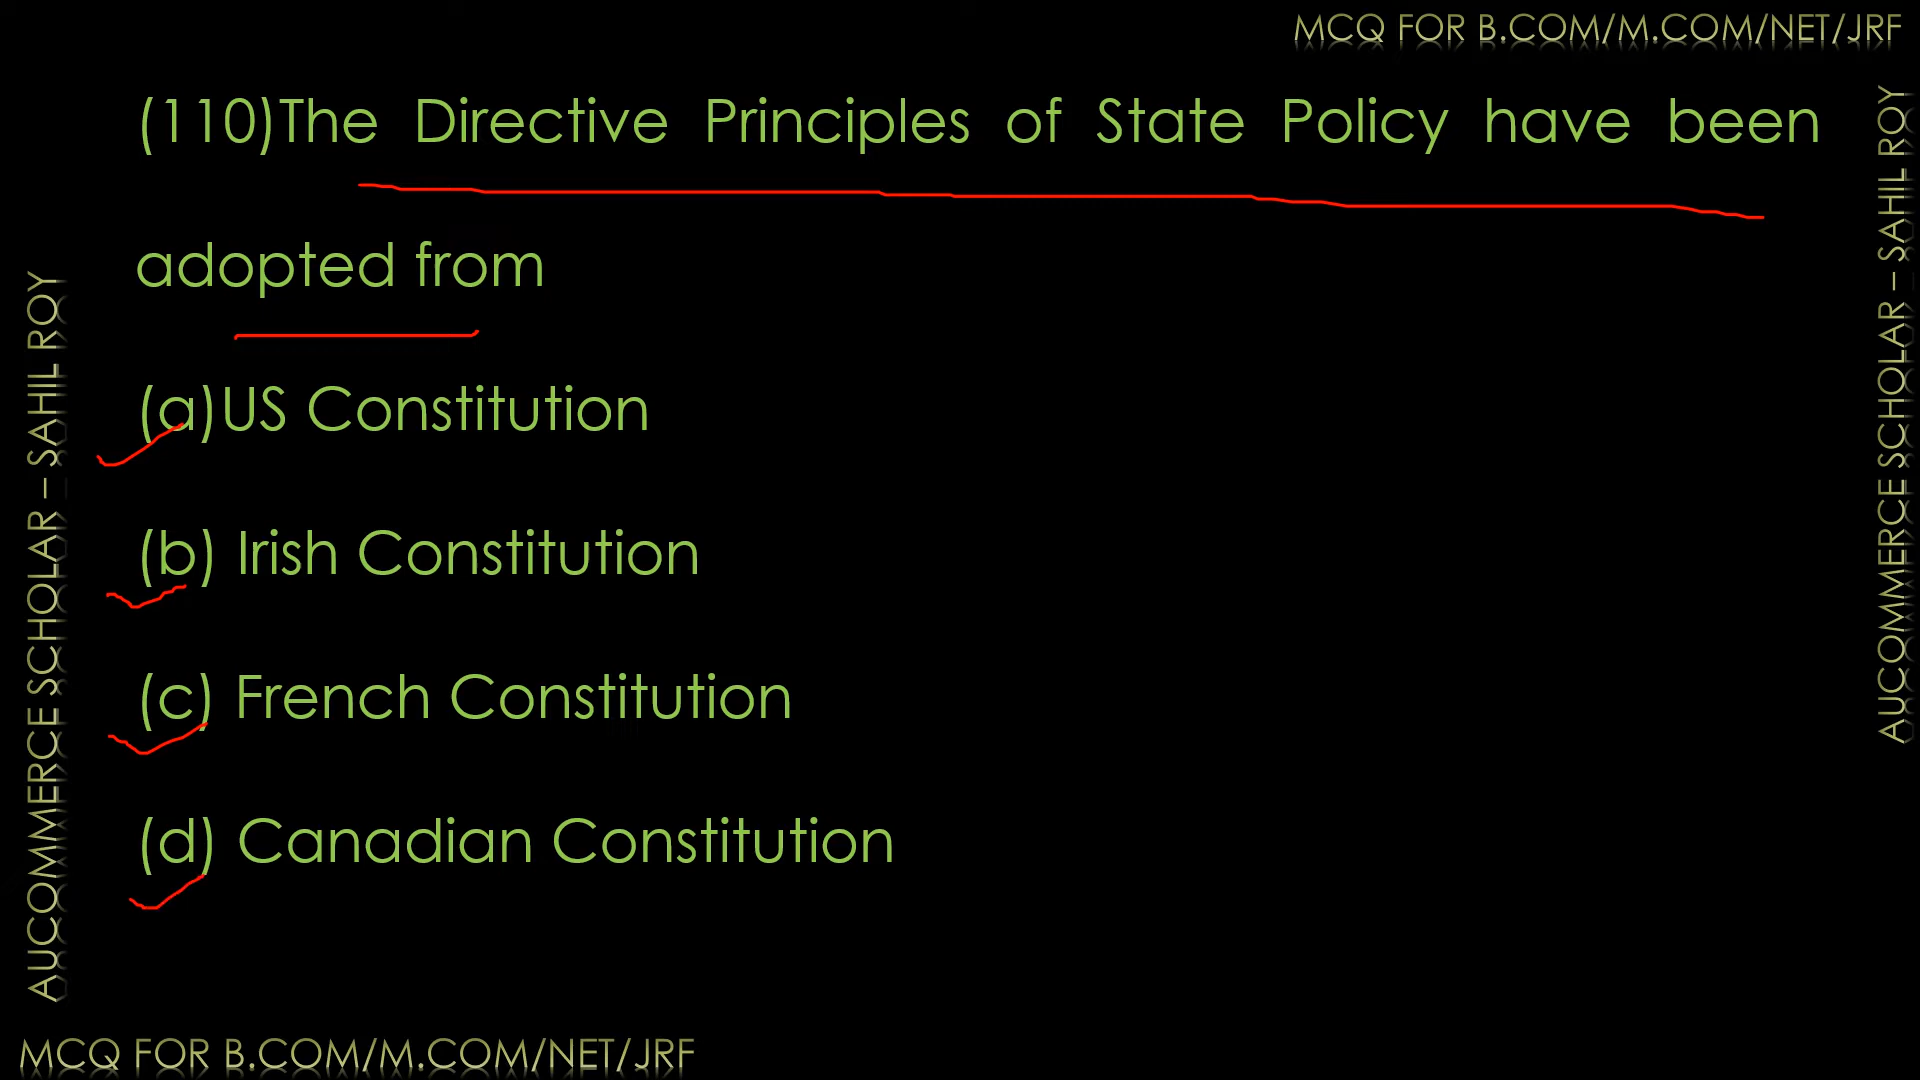 MCQ FOR B.COM/M.COM/NET/JRF
(110)The Directive Principles of State Policy have been
adopted from
(a)US Constitution
(b) Irish Constitution
(c) French Constitution
(d) Canadian Constitution
AUCOMMERCE SCHOLAR – SAHIL ROY
AUCOMMERCE SCHOLAR – SAHIL ROY
MCQ FOR B.COM/M.COM/NET/JRF